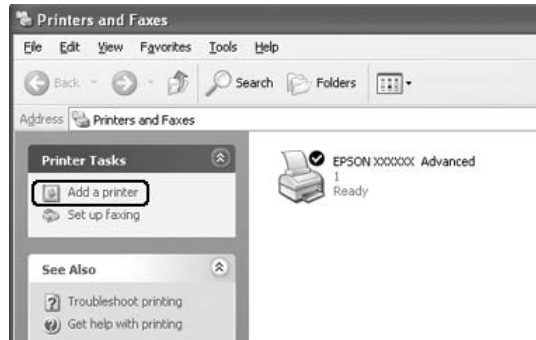 Printers and Faxes
File Edit View Favorites Tools Help
Back Search Folders
Address Printers and Faxes
Printer Tasks
Add a printer
Set up faxing
See Also
Troubleshoot printing
Get help with printing
EPSON XXXXXX Advanced
1
Ready